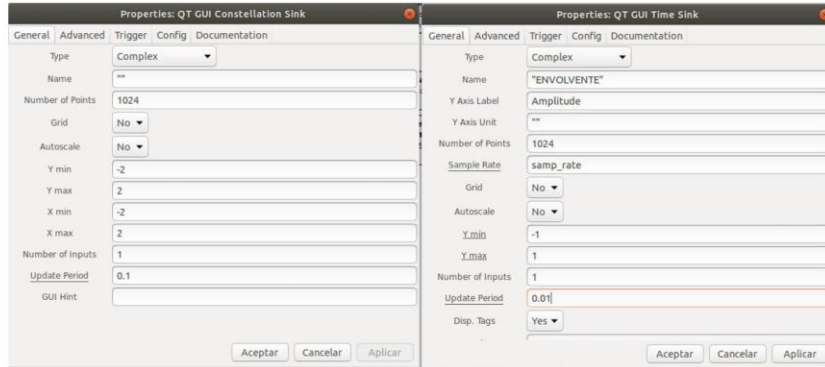 Properties: QT GUI Constellation Sink
General Advanced Trigger Config Documentation
Type Complex
Name ""
Number of Points 1024
Grid No
Autoscale No
Y min -2
Y max 2
X min -2
X max 2
Number of Inputs 1
Update Period 0.1
GUI Hint
Aceptar Cancelar Aplicar
Properties: QT GUI Time Sink
General Advanced Trigger Config Documentation
Type Complex
Name "ENVOLVENTE"
Y Axis Label Amplitude
Y Axis Unit ""
Number of Points 1024
Sample Rate samp_rate
Grid No
Autoscale No
Y min -1
Y max 1
Number of Inputs 1
Update Period 0.01
Disp. Tags Yes
Aceptar Cancelar Aplicar